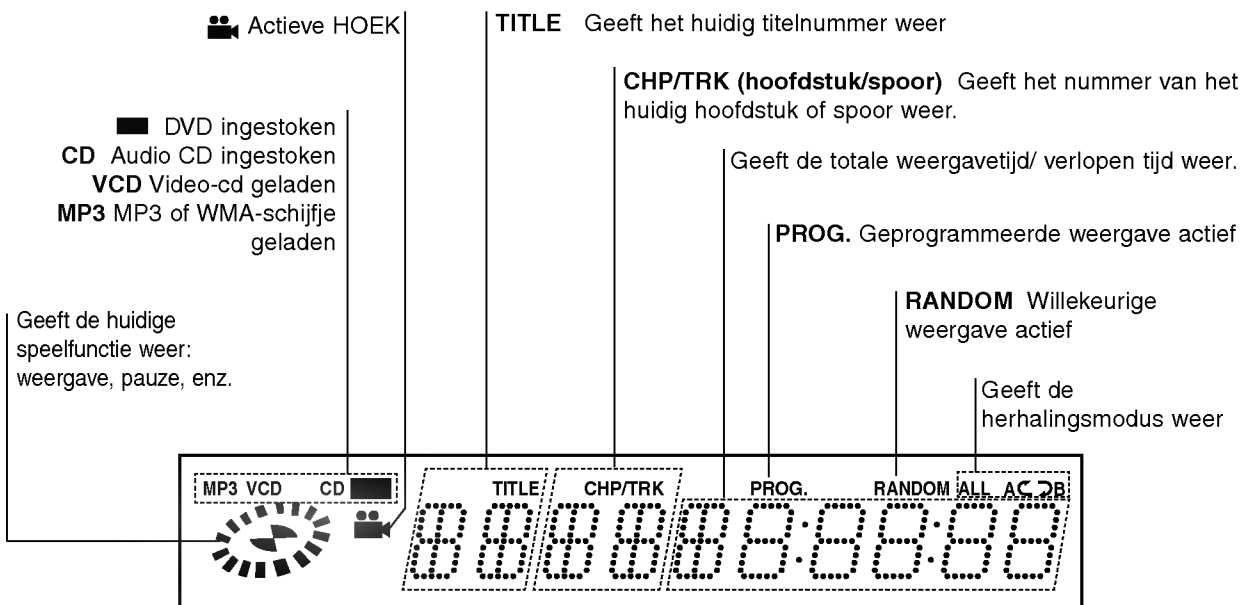 Actieve HOEK
TITLE Geeft het huidig titelnummer weer
CHP/TRK (hoofdstuk/spoor) Geeft het nummer van het
huidig hoofdstuk of spoor weer.
DVD ingestoken
CD Audio CD ingestoken
VCD Video-cd geladen
MP3 MP3 of WMA-schijfje
geladen
Geeft de totale weergavetijd/ verlopen tijd weer.
PROG. Geprogrammeerde weergave actief
RANDOM Willekeurige
weergave actief
Geeft de huidige
speelfunctie weer:
weergave, pauze, enz.
Geeft de
herhalingsmodus weer
MP3 VCD CD TITLE CHP/TRK PROG. RANDOM ALL A B